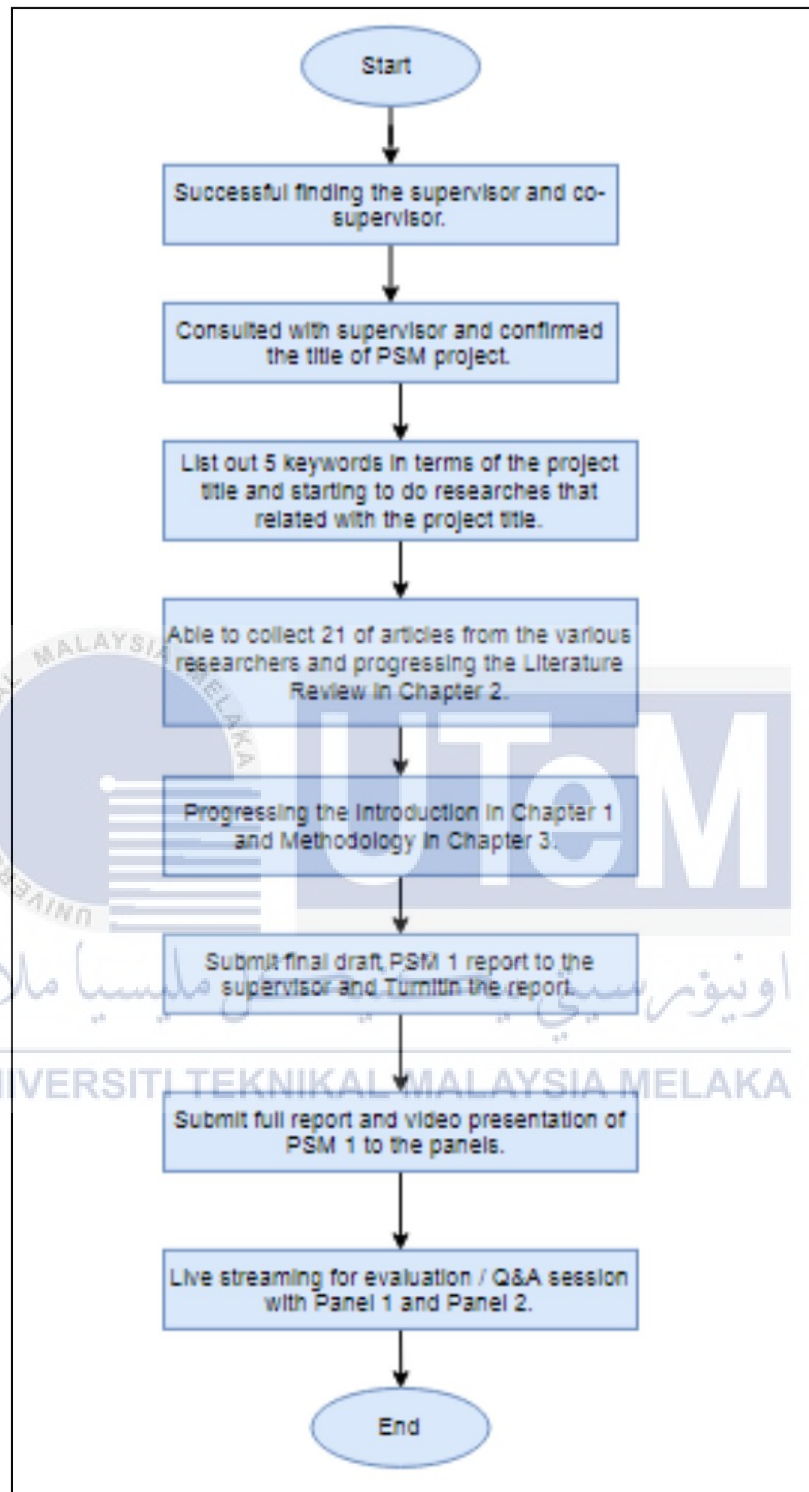 Start
Successful finding the supervisor and co-
supervisor.
Consulted with supervisor and confirmed
the title of PSM project.
List out 5 keywords in terms of the project
title and starting to do researches that
related with the project title.
Able to collect 21 of articles from the various
researchers and progressing the Literature
Review in Chapter 2.
MALAYSIA MELAKA
UTeM
Progressing the Introduction in Chapter 1
and Methodology in Chapter 3.
Submit final draft PSM 1 report to the
supervisor and Turnitin the report.
اونيۏرسيتي مليسيا
TEKNIKAL MALAYSIA MELAKA
Submit full report and video presentation of
PSM 1 to the panels.
Live streaming for evaluation / Q&A session
with Panel 1 and Panel 2.
End